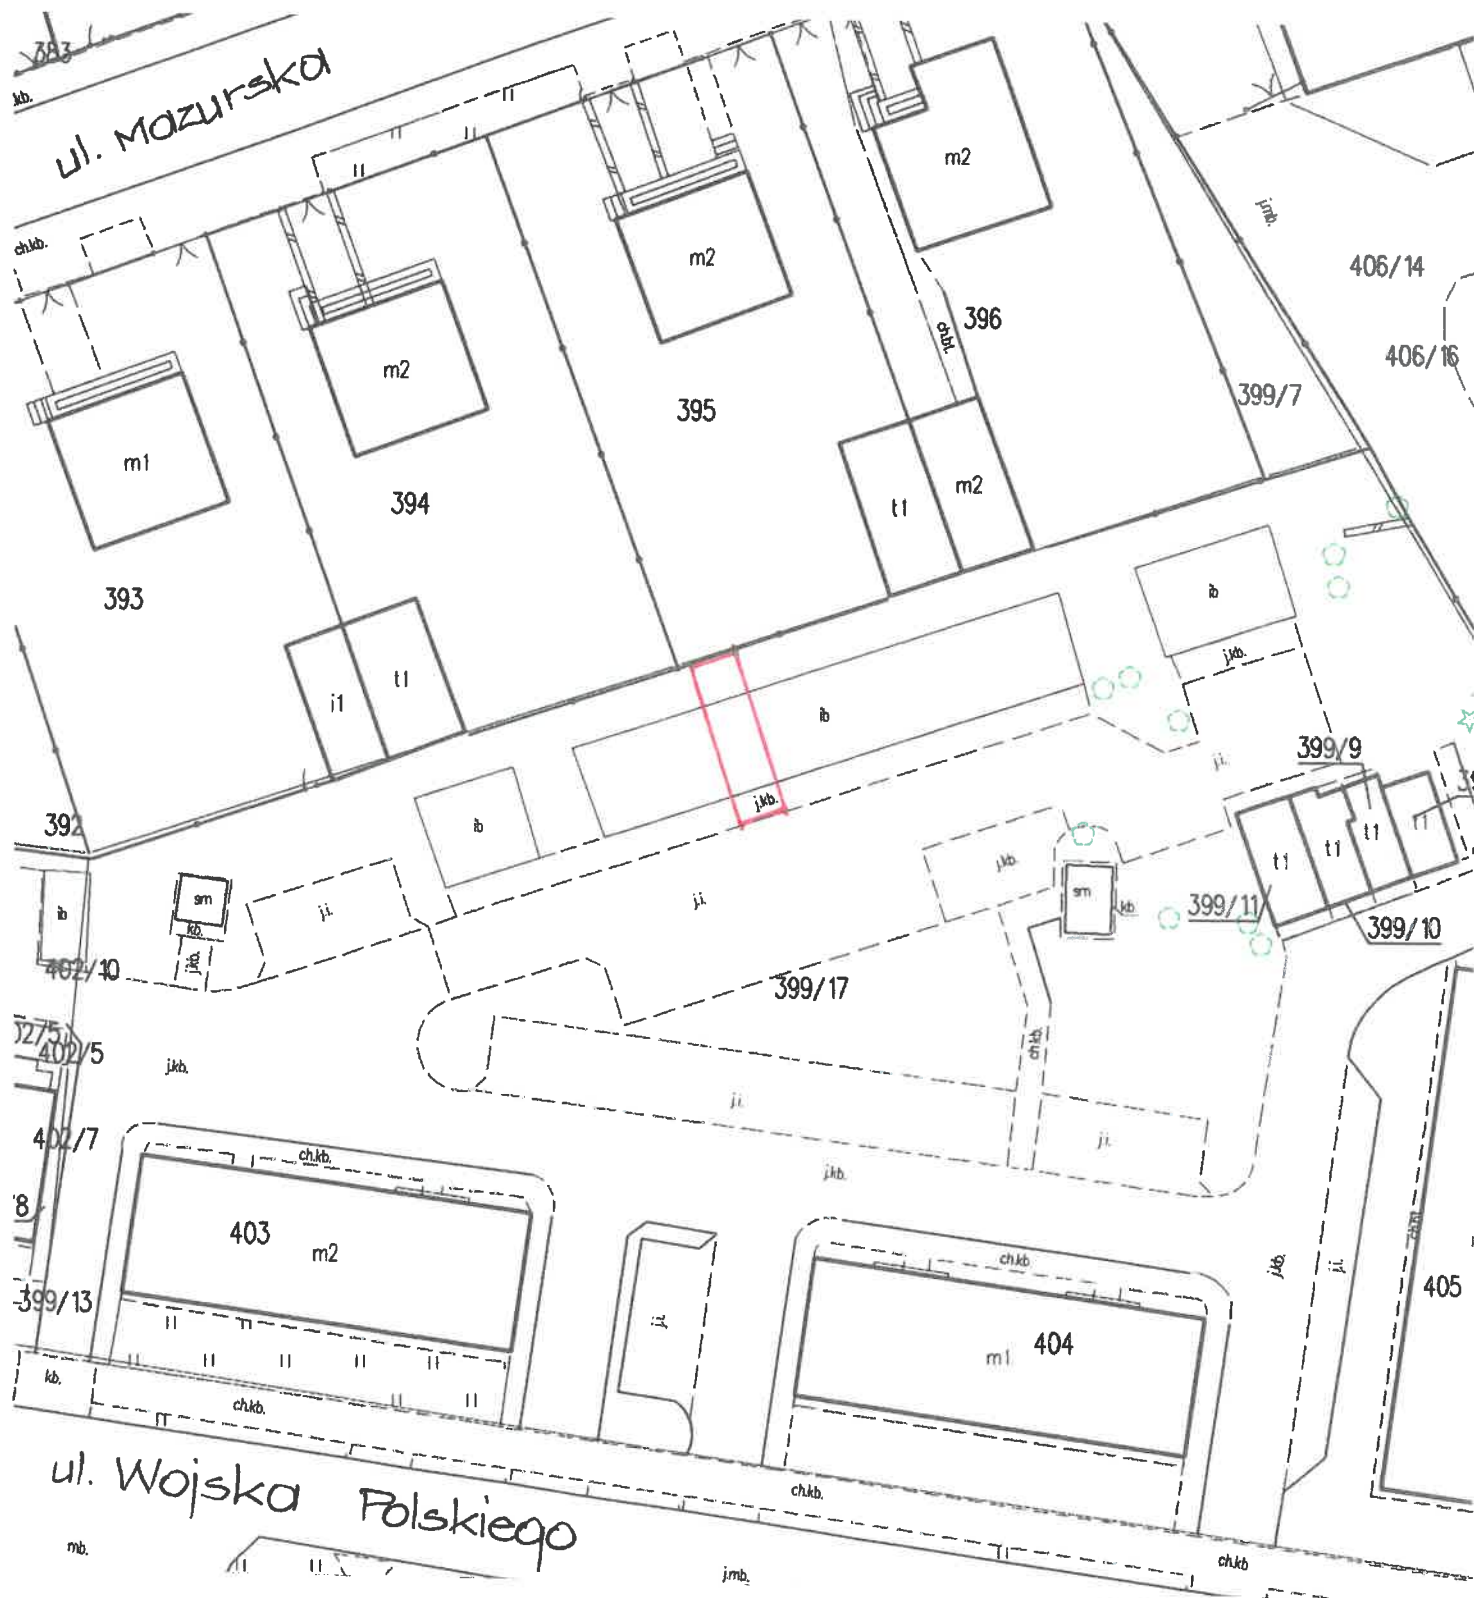 383
kb.
ul. Mazurska
ch.kb.
m2
j.mb.
406/14
m2
m2
396
ch.bt.
406/16
m1
395
399/7
394
t1
m2
393
ib
j.kb.
i1
t1
ib
399/9
j.i.
j.kb.
392
ib
t1
t1
t1
j.kb.
sm
ib
sm
j.i.
j.i.
kb.
399/11
kb.
399/10
j.kb.
402/10
399/17
402/5
ch.kb.
j.kb.
j.i.
402/7
j.i.
ch.kb.
j.kb.
403
m2
ch.kb
j.kb.
j.i.
405
399/13
j.i.
m1
404
kb.
ch.kb.
ul. Wojska Polskiego
ch.kb.
mb.
j.mb.
ch.kb